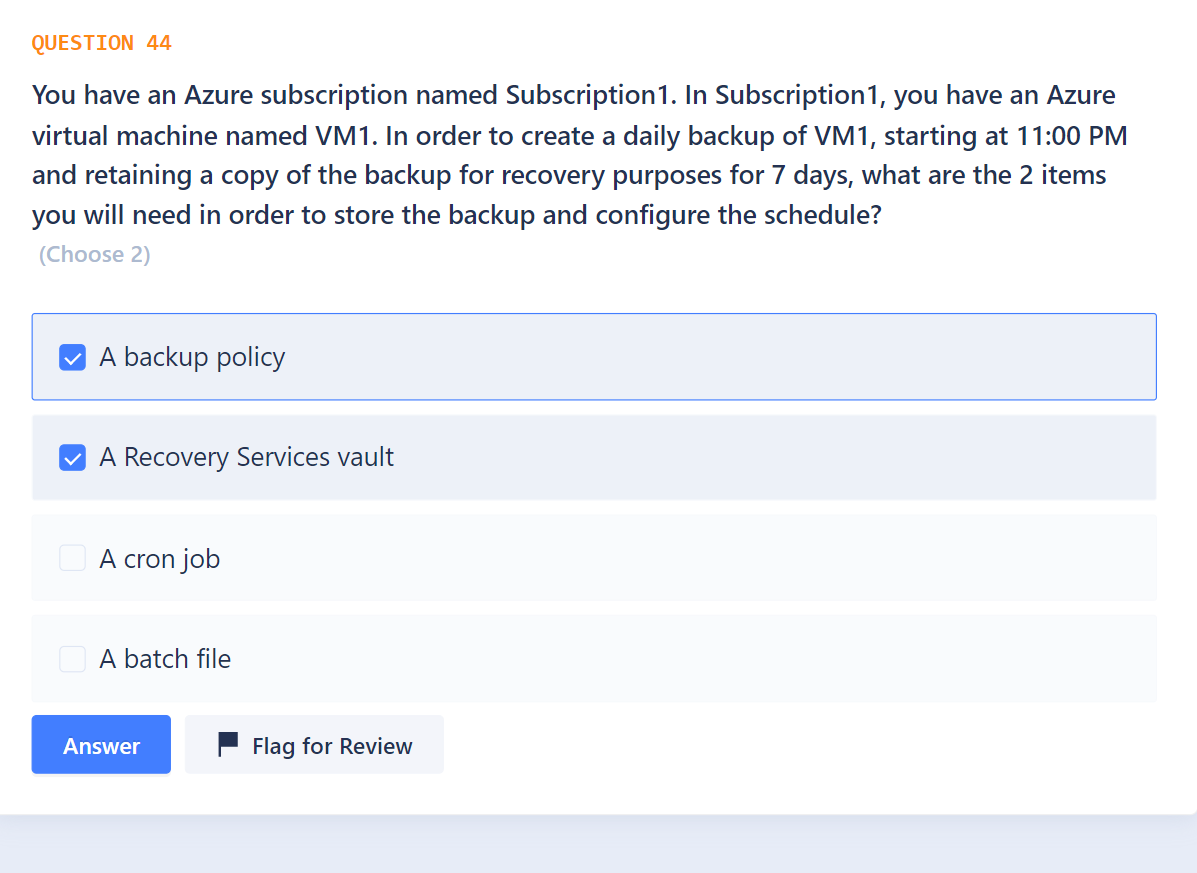 QUESTION 44
You have an Azure subscription named Subscription1. In Subscription1, you have an Azure
virtual machine named VM1. In order to create a daily backup of VM1, starting at 11:00 PM
and retaining a copy of the backup for recovery purposes for 7 days, what are the 2 items
you will need in order to store the backup and configure the schedule?
(Choose 2)
A backup policy
A Recovery Services vault
A cron job
A batch file
Answer
Flag for Review